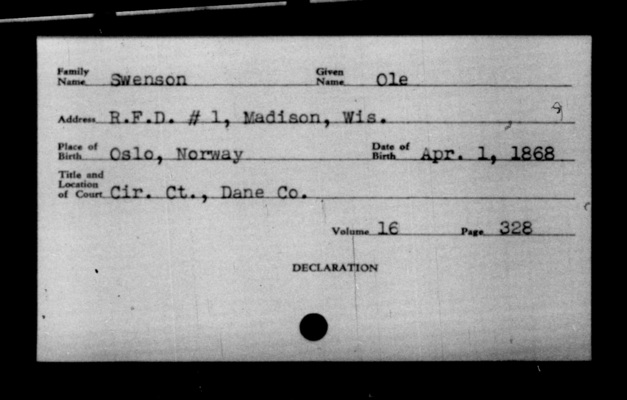 Family Name Swenson Given Name Ole
Address R.F.D. # 1, Madison, Wis.
Place of Birth Oslo, Norway Date of Birth Apr. 1, 1868
Title and Location of Court Cir. Ct., Dane Co.
Volume 16 Page 328
DECLARATION